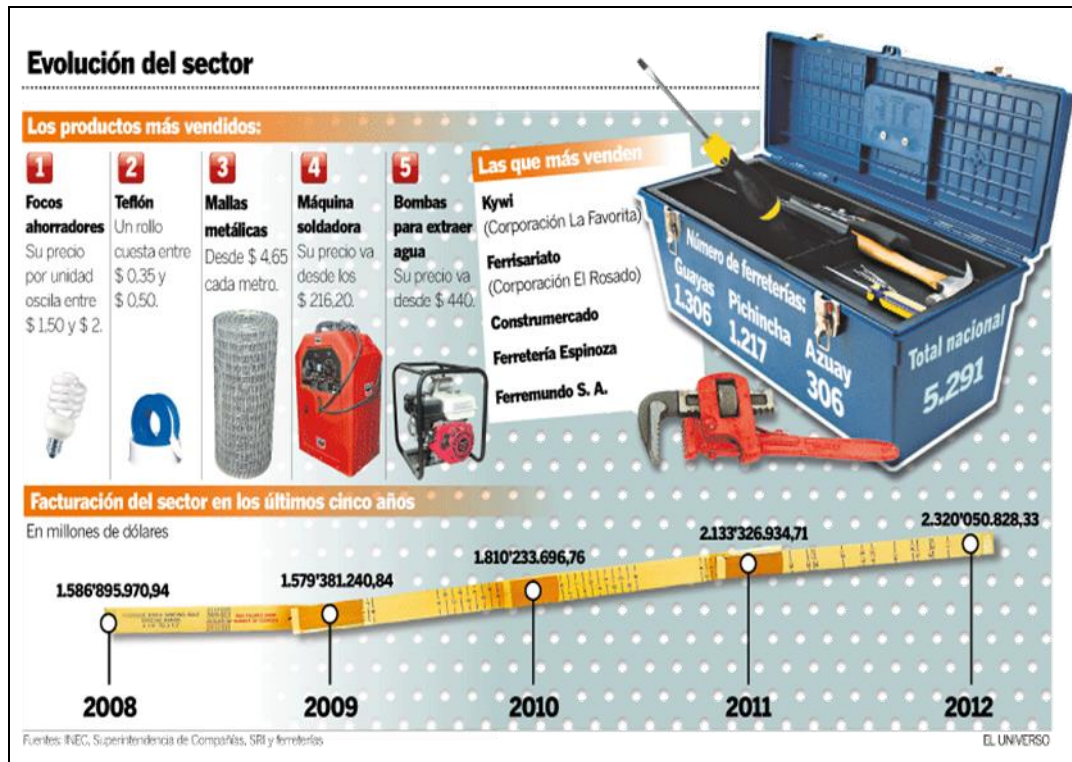 Evolución del sector
Los productos más vendidos:
1
Focos
ahorradores
Su precio
por unidad
oscila entre
$ 1,50 y $ 2.
2
Teflón
Un rollo
cuesta entre
$ 0,35 y
$ 0,50.
3
Mallas
metálicas
Desde $ 4,65
cada metro.
4
Máquina
soldadora
Su precio va
desde los
$ 216,20.
5
Bombas
para extraer
agua
Su precio va
desde $ 440.
Las que más venden
Kywi
(Corporación La Favorita)
Ferrisariato
(Corporación El Rosado)
Construmercado
Ferretería Espinoza
Ferremundo S. A.
Número de ferreterías:
Guayas
1.306
Pichincha
1.217
Azuay
306
Total nacional
5.291
Facturación del sector en los últimos cinco años
En millones de dólares
1.586'895.970,94
1.579'381.240,84
1.810'233.696,76
2.133'326.934,71
2.320'050.828,33
2008
2009
2010
2011
2012
Fuentes: INEC, Superintendencia de Compañías, SRI y ferreterías
EL UNIVERSO